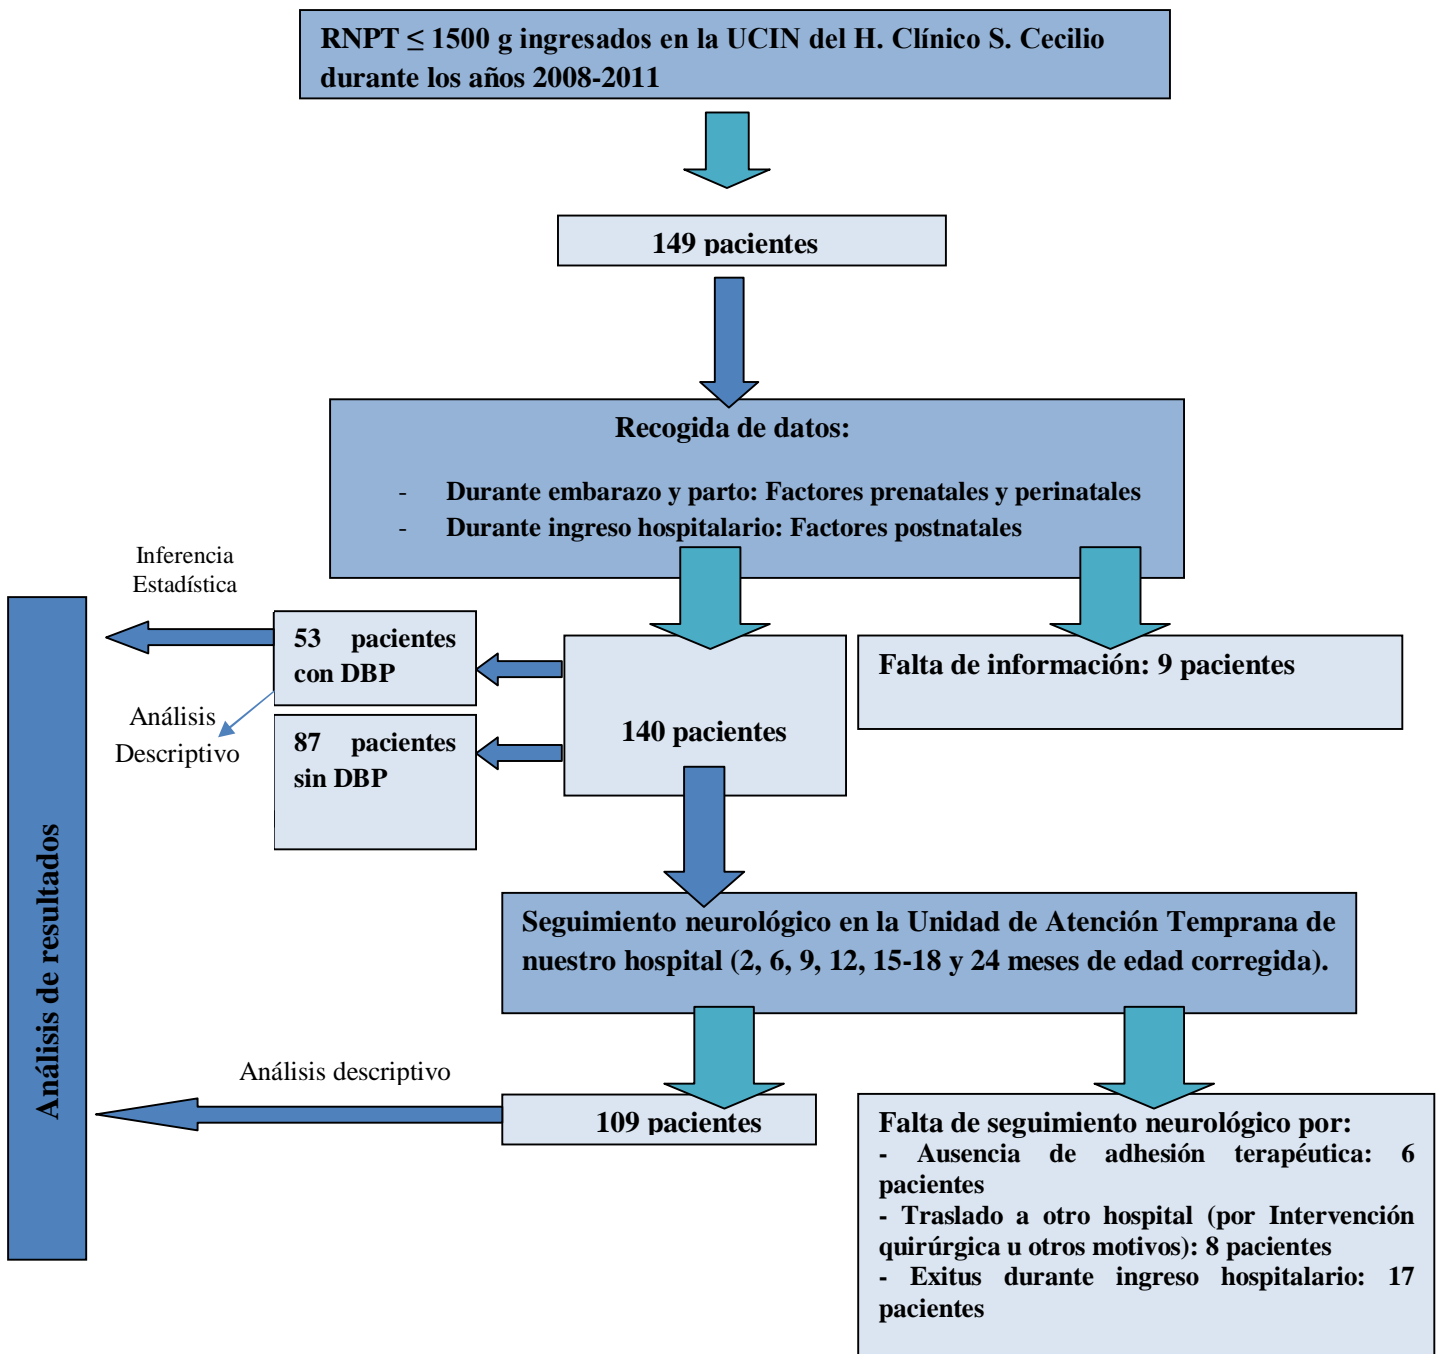 RNPT ≤ 1500 g ingresados en la UCIN del H. Clínico S. Cecilio
durante los años 2008-2011
149 pacientes
Recogida de datos:
- Durante embarazo y parto: Factores prenatales y perinatales
- Durante ingreso hospitalario: Factores postnatales
Inferencia
Estadística
53 pacientes
con DBP
Análisis
Descriptivo
87 pacientes
sin DBP
140 pacientes
Falta de información: 9 pacientes
Análisis de resultados
Seguimiento neurológico en la Unidad de Atención Temprana de
nuestro hospital (2, 6, 9, 12, 15-18 y 24 meses de edad corregida).
Análisis descriptivo
109 pacientes
Falta de seguimiento neurológico por:
- Ausencia de adhesión terapéutica: 6
pacientes
- Traslado a otro hospital (por Intervención
quirúrgica u otros motivos): 8 pacientes
- Exitus durante ingreso hospitalario: 17
pacientes